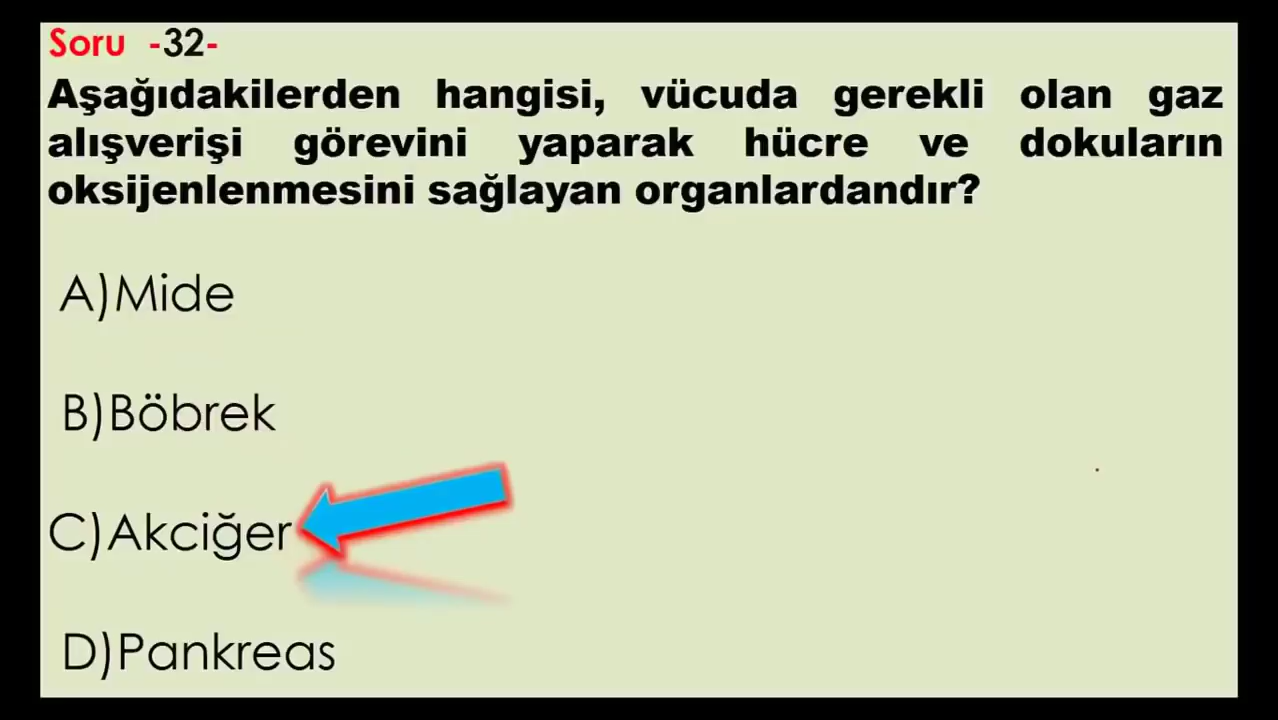 Soru -32-
Aşağıdakilerden hangisi, vücuda gerekli olan gaz
alışverişi görevini yaparak hücre ve dokuların
oksijenlenmesini sağlayan organlardandır?
A)Mide
B)Böbrek
C)Akciğer
D)Pankreas